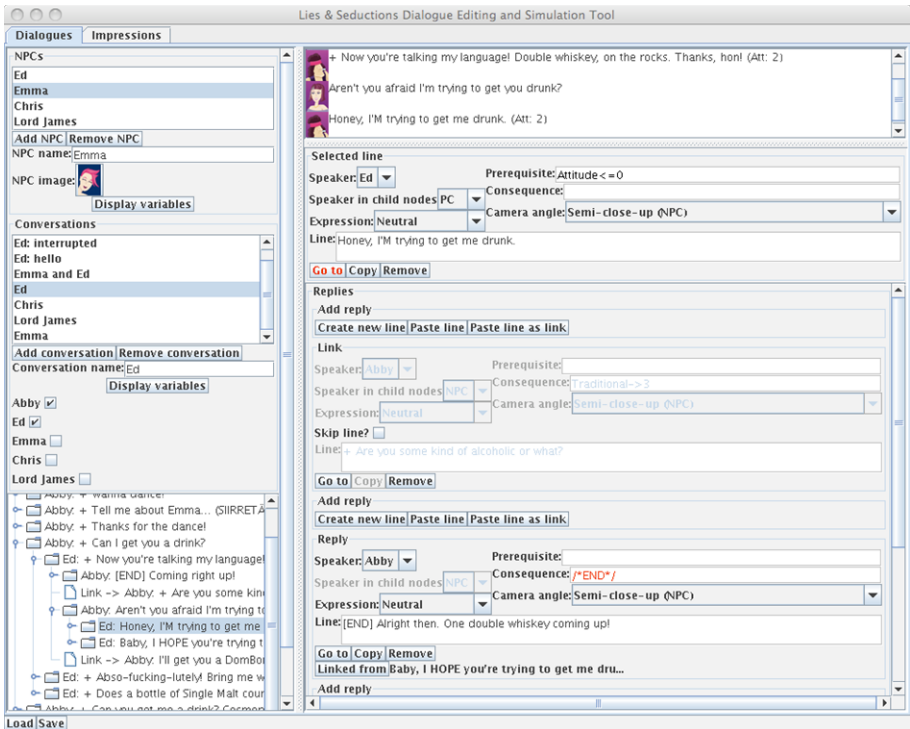 Lies & Seductions Dialogue Editing and Simulation Tool
Dialogues Impressions
NPCs
Ed
Emma
Chris
Lord James
Add NPC Remove NPC
NPC name: Emma
NPC image:
Display variables
Conversations
Ed: interrupted
Ed: hello
Emma and Ed
Ed
Chris
Lord James
Emma
Add conversation Remove conversation
Conversation name: Ed
Display variables
Abby
Ed
Emma
Chris
Lord James
Abby: + wanna dance!
Abby: + Tell me about Emma... (SIIRRETÄ
Abby: + Thanks for the dance!
Abby: + Can I get you a drink?
Ed: + Now you're talking my language!
Abby: [END] Coming right up!
Link -> Abby: + Are you some kin
Abby: Aren't you afraid I'm trying to
Ed: Honey, I'M trying to get me
Ed: Baby, I HOPE you're trying t
Link -> Abby: I'll get you a DomBo
Ed: + Abso-fucking-lutely! Bring me w
Ed: + Does a bottle of Single Malt cour
Abby: + Can you get me a drink? Cosmop
Load Save
+ Now you're talking my language! Double whiskey, on the rocks. Thanks, hon! (Att: 2)
Aren't you afraid I'm trying to get you drunk?
Honey, I'M trying to get me drunk. (Att: 2)
Selected line
Speaker: Ed Prerequisite: Attitude<=0
Speaker in child nodes PC Consequence:
Expression: Neutral Camera angle: Semi-close-up (NPC)
Line: Honey, I'M trying to get me drunk.
Go to Copy Remove
Replies
Add reply
Create new line Paste line Paste line as link
Link
Speaker: Abby Prerequisite:
Speaker in child nodes NPC Consequence: Traditional->3
Expression: Neutral Camera angle: Semi-close-up (NPC)
Skip line?
Line: + Are you some kind of alcoholic or what?
Go to Copy Remove
Add reply
Create new line Paste line Paste line as link
Reply
Speaker: Abby Prerequisite:
Speaker in child nodes NPC Consequence: /*END*/
Expression: Neutral Camera angle: Semi-close-up (NPC)
Line: [END] Alright then. One double whiskey coming up!
Go to Copy Remove
Linked from Baby, I HOPE you're trying to get me dru...
Add reply